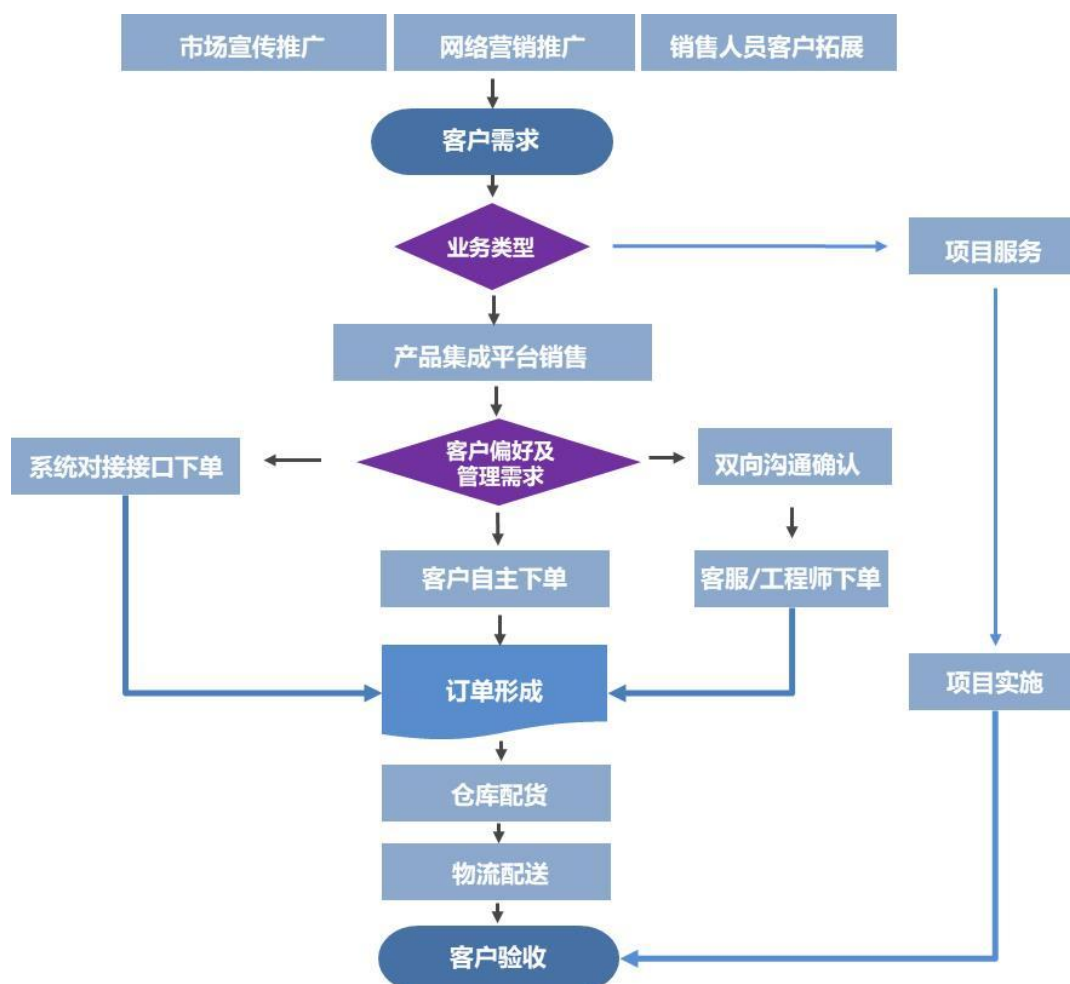 市场宣传推广
网络营销推广
销售人员客户拓展
客户需求
业务类型
项目服务
产品集成平台销售
系统对接接口下单
客户偏好及
管理需求
双向沟通确认
客户自主下单
客服/工程师下单
订单形成
项目实施
仓库配货
物流配送
客户验收